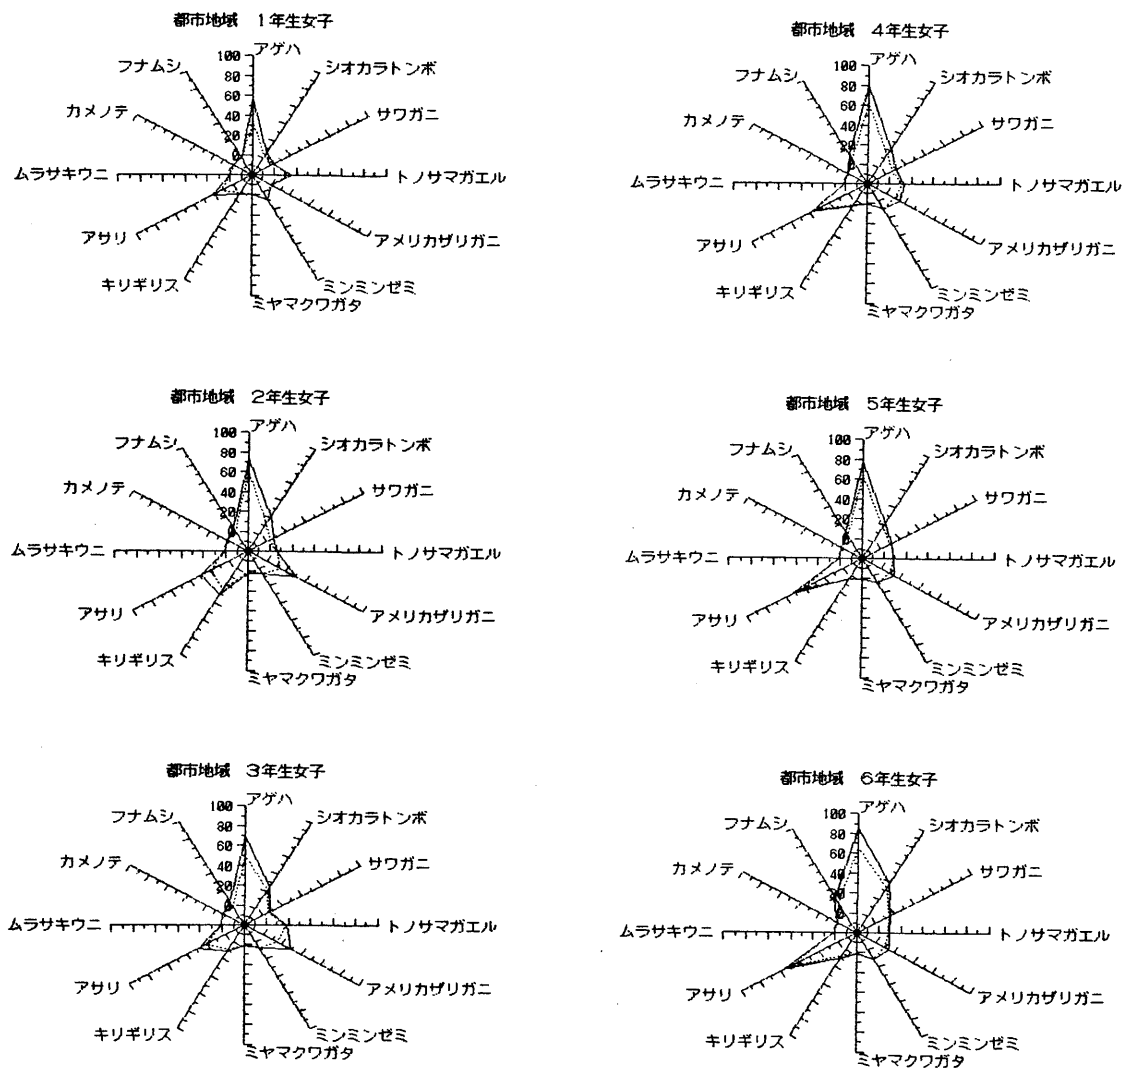 都市地域 1年生女子
アゲハ
シオカラトンボ
サワガニ
トノサマガエル
アメリカザリガニ
ミンミンゼミ
ミヤマクワガタ
キリギリス
アサリ
ムラサキウニ
カメノテ
フナムシ
100
80
60
40
20
0
都市地域 4年生女子
アゲハ
シオカラトンボ
サワガニ
トノサマガエル
アメリカザリガニ
ミンミンゼミ
ミヤマクワガタ
キリギリス
アサリ
ムラサキウニ
カメノテ
フナムシ
100
80
60
40
20
0
都市地域 2年生女子
アゲハ
シオカラトンボ
サワガニ
トノサマガエル
アメリカザリガニ
ミンミンゼミ
ミヤマクワガタ
キリギリス
アサリ
ムラサキウニ
カメノテ
フナムシ
100
80
60
40
20
0
都市地域 5年生女子
アゲハ
シオカラトンボ
サワガニ
トノサマガエル
アメリカザリガニ
ミンミンゼミ
ミヤマクワガタ
キリギリス
アサリ
ムラサキウニ
カメノテ
フナムシ
100
80
60
40
20
0
都市地域 3年生女子
アゲハ
シオカラトンボ
サワガニ
トノサマガエル
アメリカザリガニ
ミンミンゼミ
ミヤマクワガタ
キリギリス
アサリ
ムラサキウニ
カメノテ
フナムシ
100
80
60
40
20
0
都市地域 6年生女子
アゲハ
シオカラトンボ
サワガニ
トノサマガエル
アメリカザリガニ
ミンミンゼミ
ミヤマクワガタ
キリギリス
アサリ
ムラサキウニ
カメノテ
フナムシ
100
80
60
40
20
0